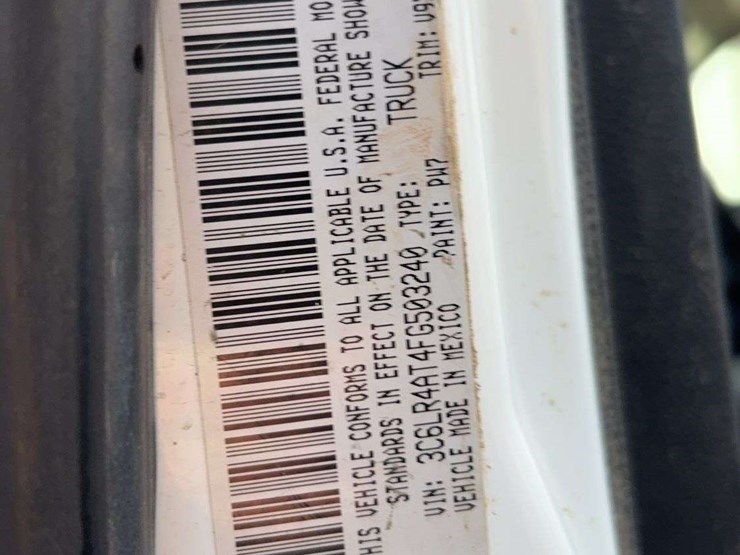 HIS VEHICLE CONFORMS TO ALL APPLICABLE U.S.A. FEDERAL MO
STANDARDS IN EFFECT ON THE DATE OF MANUFACTURE SHOW
VIN: 3C6LR4AT4FG503240 TYPE: TRUCK
VEHICLE MADE IN MEXICO PAINT: PW7 TRIM: